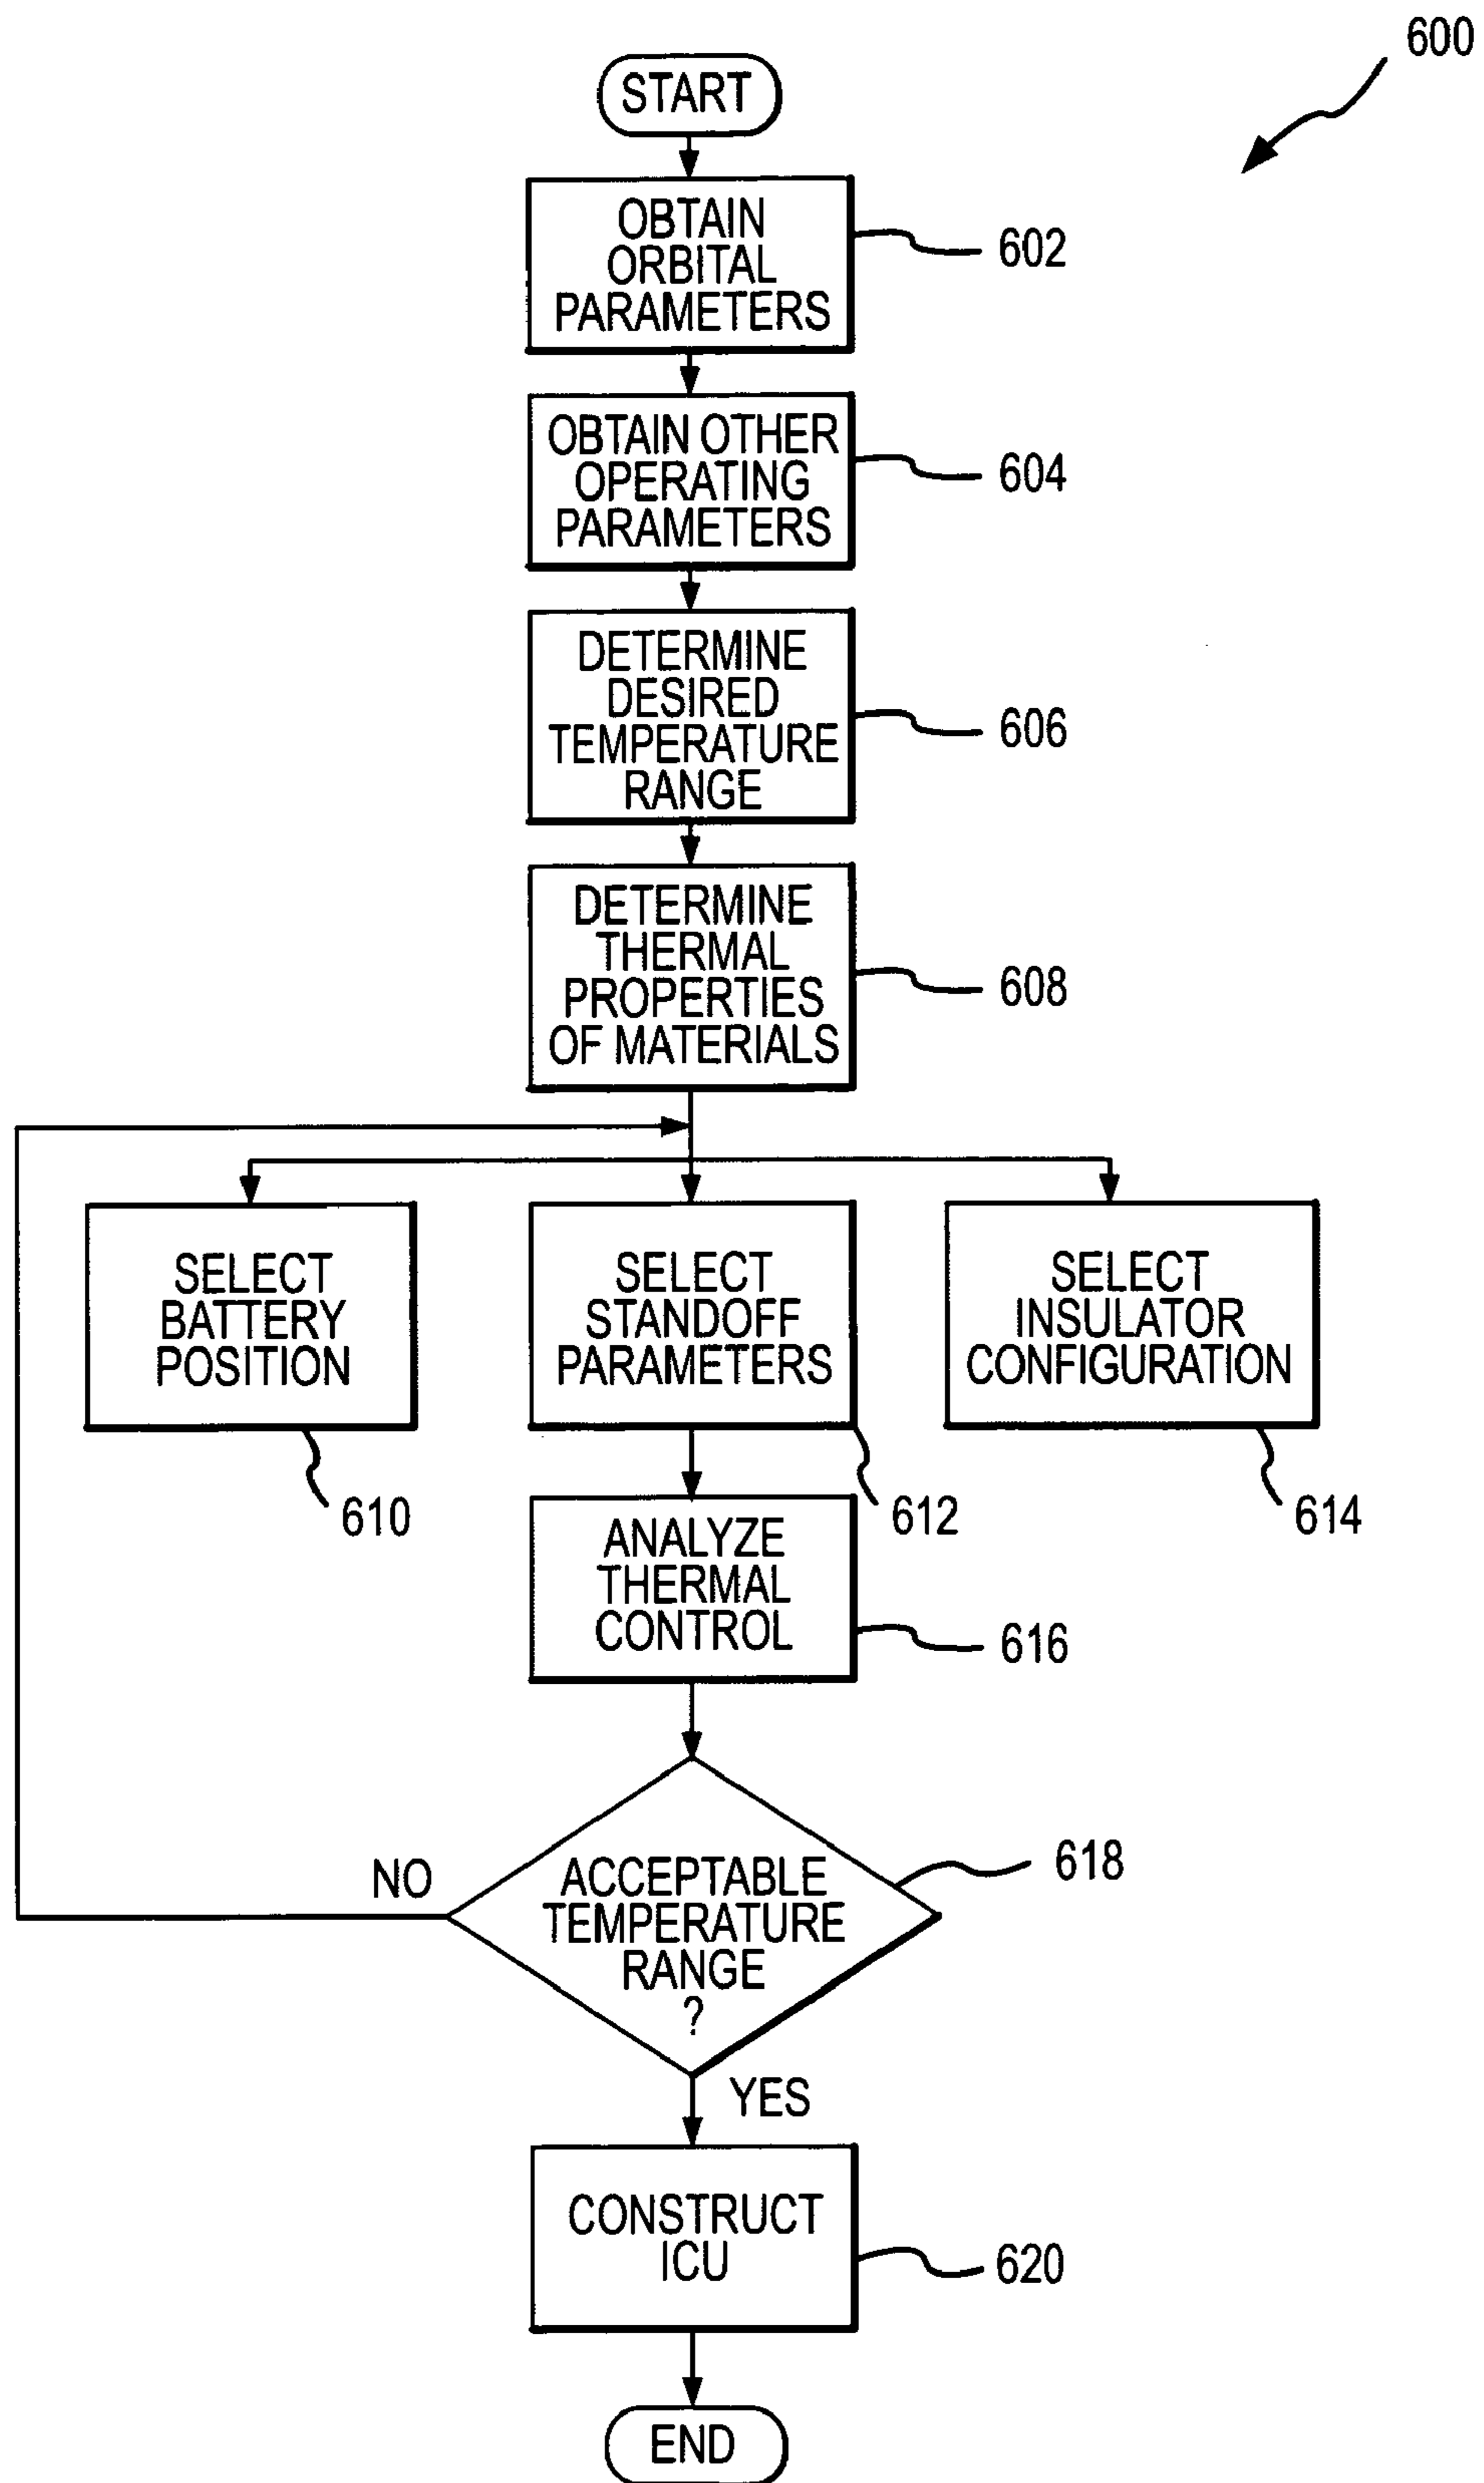 600
START
OBTAIN
ORBITAL
PARAMETERS
602
OBTAIN OTHER
OPERATING
PARAMETERS
604
DETERMINE
DESIRED
TEMPERATURE
RANGE
606
DETERMINE
THERMAL
PROPERTIES
OF MATERIALS
608
SELECT
BATTERY
POSITION
610
SELECT
STANDOFF
PARAMETERS
612
SELECT
INSULATOR
CONFIGURATION
614
ANALYZE
THERMAL
CONTROL
616
ACCEPTABLE
TEMPERATURE
RANGE
?
618
NO
YES
CONSTRUCT
ICU
620
END